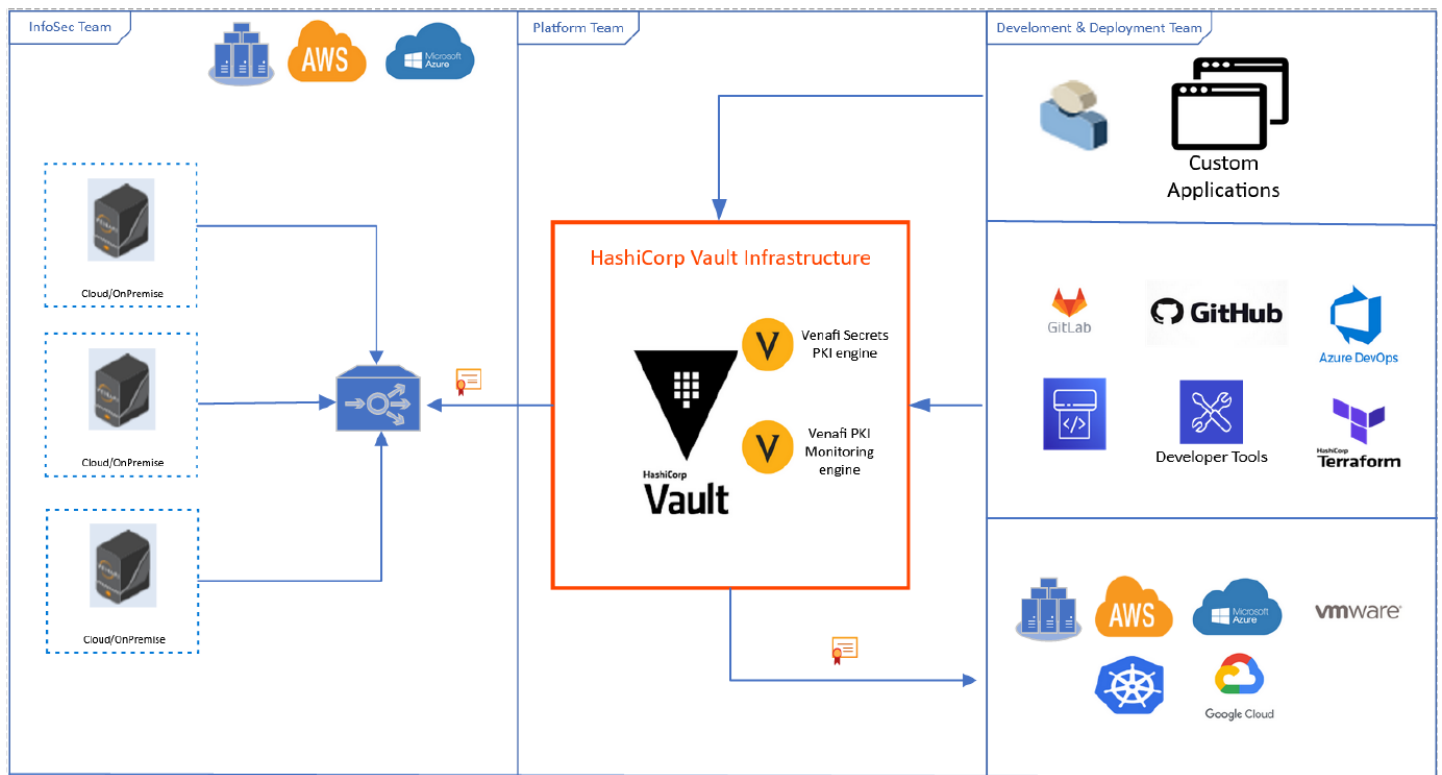 InfoSec Team
AWS
Microsoft
Azure
Cloud/OnPremise
Cloud/OnPremise
Cloud/OnPremise
Platform Team
HashiCorp Vault Infrastructure
Venafi Secrets
PKI engine
Venafi PKI
Monitoring
engine
HashiCorp
Vault
Develoment & Deployment Team
Custom
Applications
GitLab
GitHub
Azure DevOps
Developer Tools
HashiCorp
Terraform
AWS
Microsoft
Azure
vmware
Google Cloud